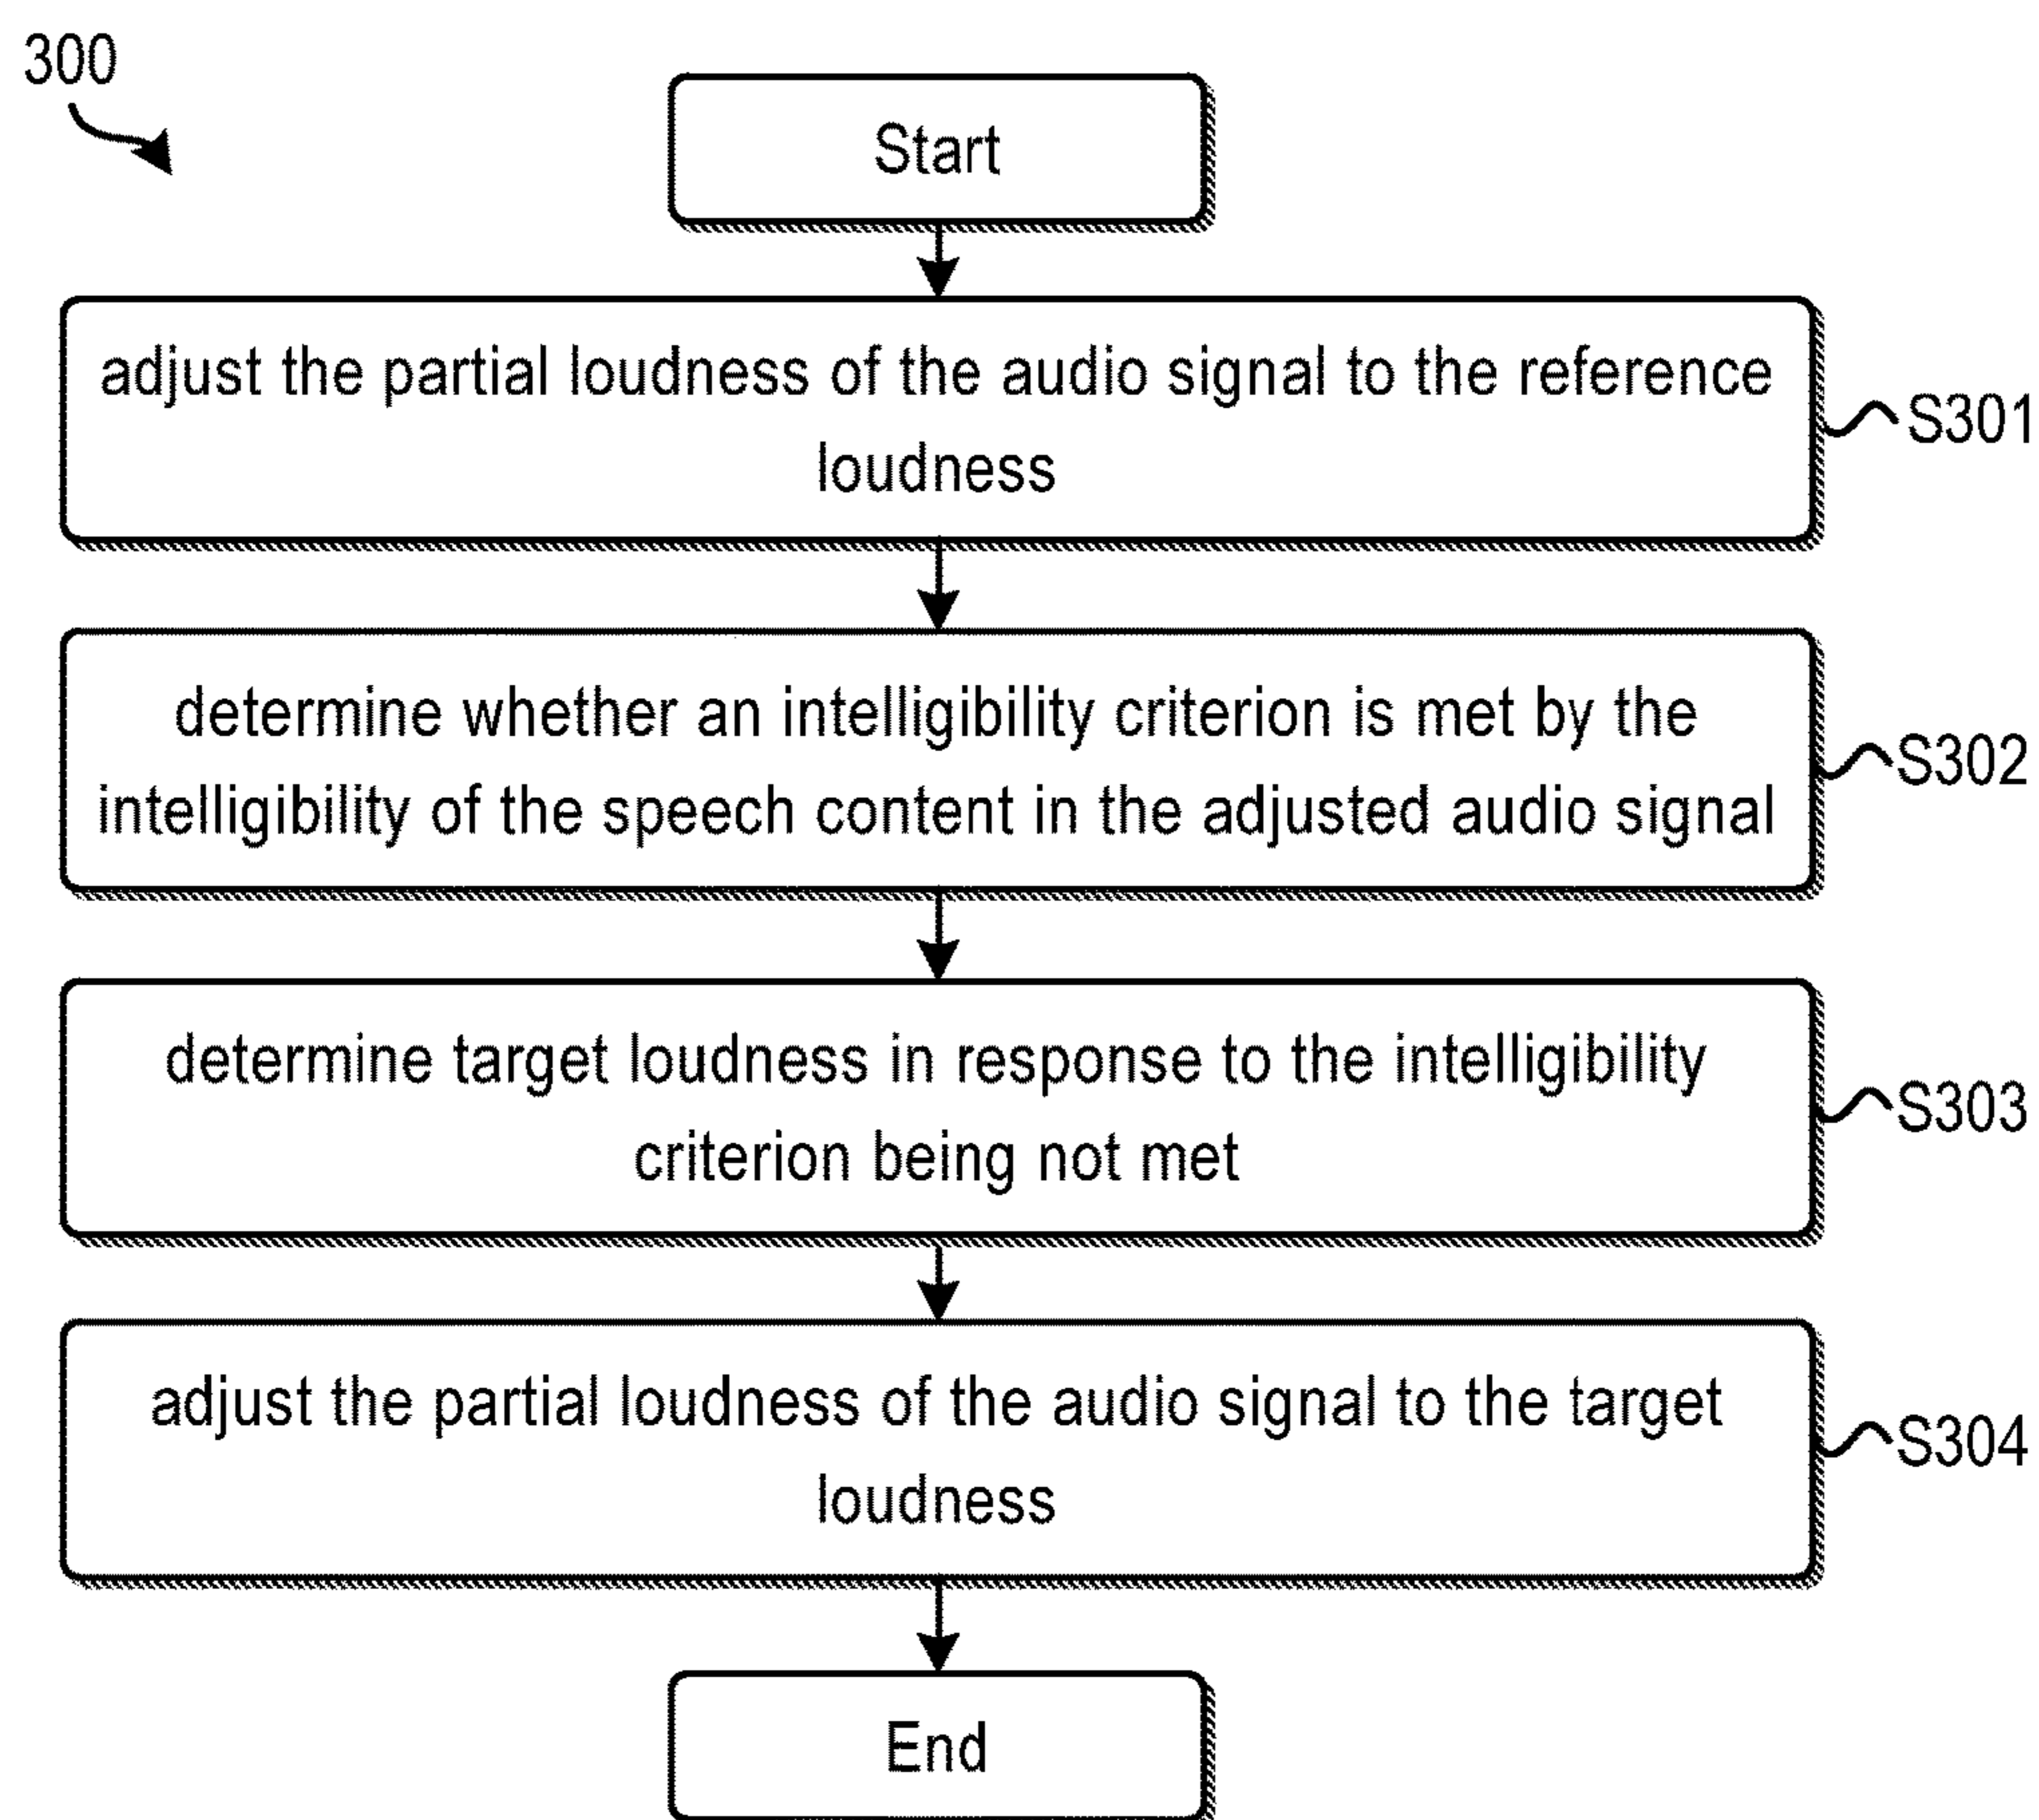 300
Start
adjust the partial loudness of the audio signal to the reference
loudness
S301
determine whether an intelligibility criterion is met by the
intelligibility of the speech content in the adjusted audio signal
S302
determine target loudness in response to the intelligibility
criterion being not met
S303
adjust the partial loudness of the audio signal to the target
loudness
S304
End